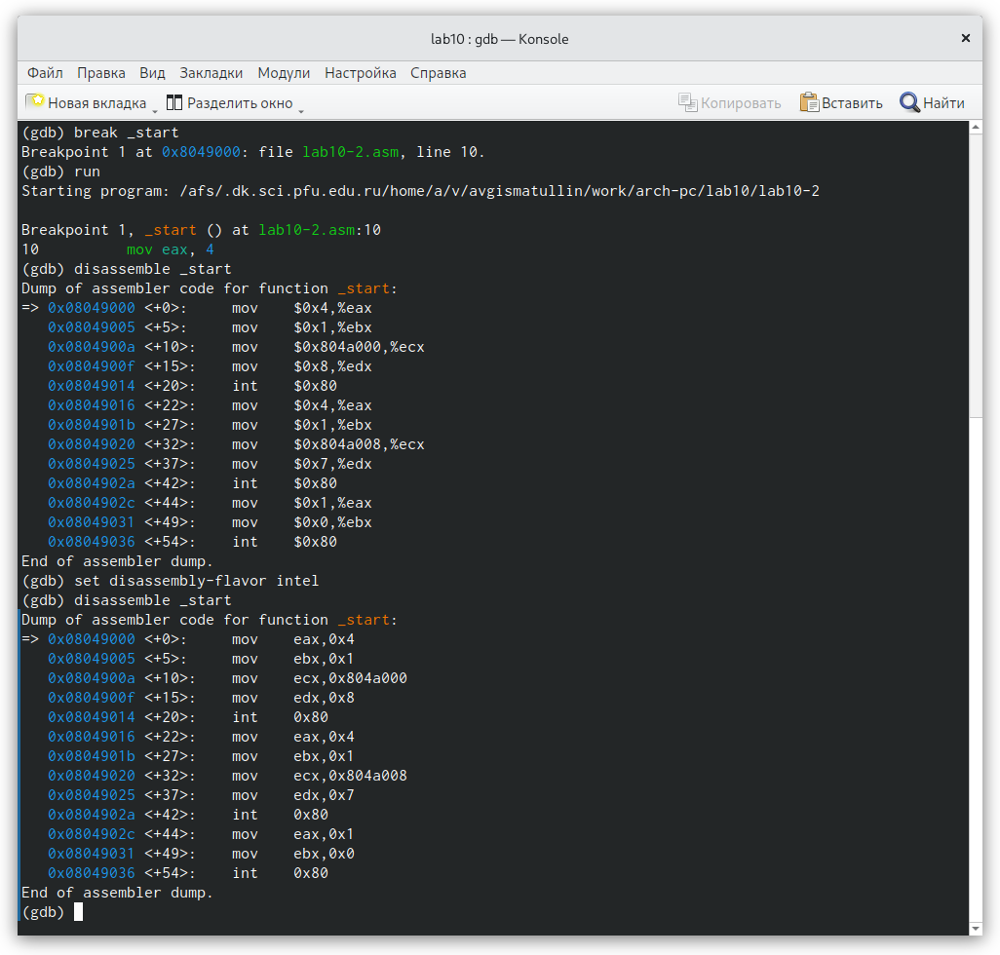 lab10 : gdb — Konsole
Файл Правка Вид Закладки Модули Настройка Справка
Новая вкладка Разделить окно Копировать Вставить Найти
(gdb) break _start
Breakpoint 1 at 0x8049000: file lab10-2.asm, line 10.
(gdb) run
Starting program: /afs/.dk.sci.pfu.edu.ru/home/a/v/avgismatullin/work/arch-pc/lab10/lab10-2
Breakpoint 1, _start () at lab10-2.asm:10
10 mov eax, 4
(gdb) disassemble _start
Dump of assembler code for function _start:
=> 0x08049000 <+0>: mov $0x4,%eax
0x08049005 <+5>: mov $0x1,%ebx
0x0804900a <+10>: mov $0x804a000,%ecx
0x0804900f <+15>: mov $0x8,%edx
0x08049014 <+20>: int $0x80
0x08049016 <+22>: mov $0x4,%eax
0x0804901b <+27>: mov $0x1,%ebx
0x08049020 <+32>: mov $0x804a008,%ecx
0x08049025 <+37>: mov $0x7,%edx
0x0804902a <+42>: int $0x80
0x0804902c <+44>: mov $0x1,%eax
0x08049031 <+49>: mov $0x0,%ebx
0x08049036 <+54>: int $0x80
End of assembler dump.
(gdb) set disassembly-flavor intel
(gdb) disassemble _start
Dump of assembler code for function _start:
=> 0x08049000 <+0>: mov eax,0x4
0x08049005 <+5>: mov ebx,0x1
0x0804900a <+10>: mov ecx,0x804a000
0x0804900f <+15>: mov edx,0x8
0x08049014 <+20>: int 0x80
0x08049016 <+22>: mov eax,0x4
0x0804901b <+27>: mov ebx,0x1
0x08049020 <+32>: mov ecx,0x804a008
0x08049025 <+37>: mov edx,0x7
0x0804902a <+42>: int 0x80
0x0804902c <+44>: mov eax,0x1
0x08049031 <+49>: mov ebx,0x0
0x08049036 <+54>: int 0x80
End of assembler dump.
(gdb)